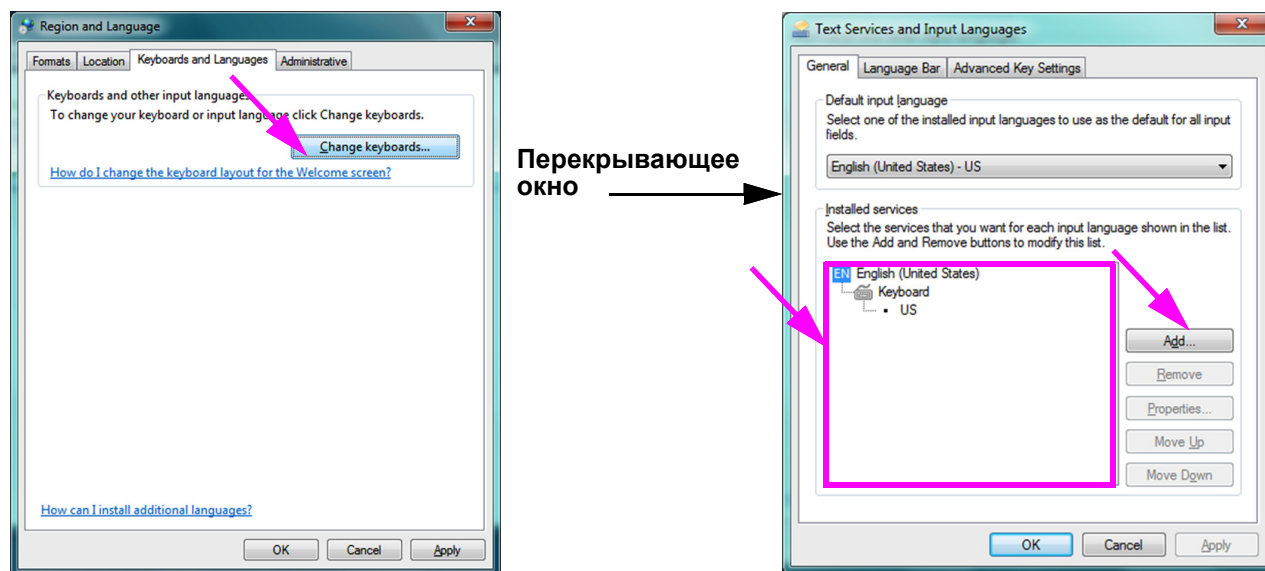 Region and Language
Formats Location Keyboards and Languages Administrative
Keyboards and other input languages
To change your keyboard or input language click Change keyboards.
Change keyboards...
How do I change the keyboard layout for the Welcome screen?
How can I install additional languages?
OK Cancel Apply
Перекрывающее
окно
Text Services and Input Languages
General Language Bar Advanced Key Settings
Default input language
Select one of the installed input languages to use as the default for all input
fields.
English (United States) - US
Installed services
Select the services that you want for each input language shown in the list.
Use the Add and Remove buttons to modify this list.
EN English (United States)
Keyboard
US
Add...
Remove
Properties...
Move Up
Move Down
OK Cancel Apply